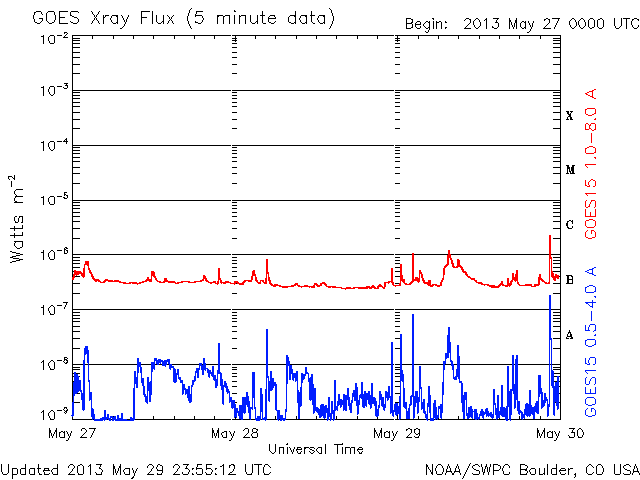 GOES Xray Flux (5 minute data)
Begin: 2013 May 27 0000 UTC
10⁻²
10⁻³
10⁻⁴
10⁻⁵
10⁻⁶
10⁻⁷
10⁻⁸
10⁻⁹
Watts m⁻²
X
M
C
B
A
GOES15 1.0-8.0 A
GOES15 0.5-4.0 A
May 27
May 28
May 29
May 30
Universal Time
Updated 2013 May 29 23:55:12 UTC
NOAA/SWPC Boulder, CO USA